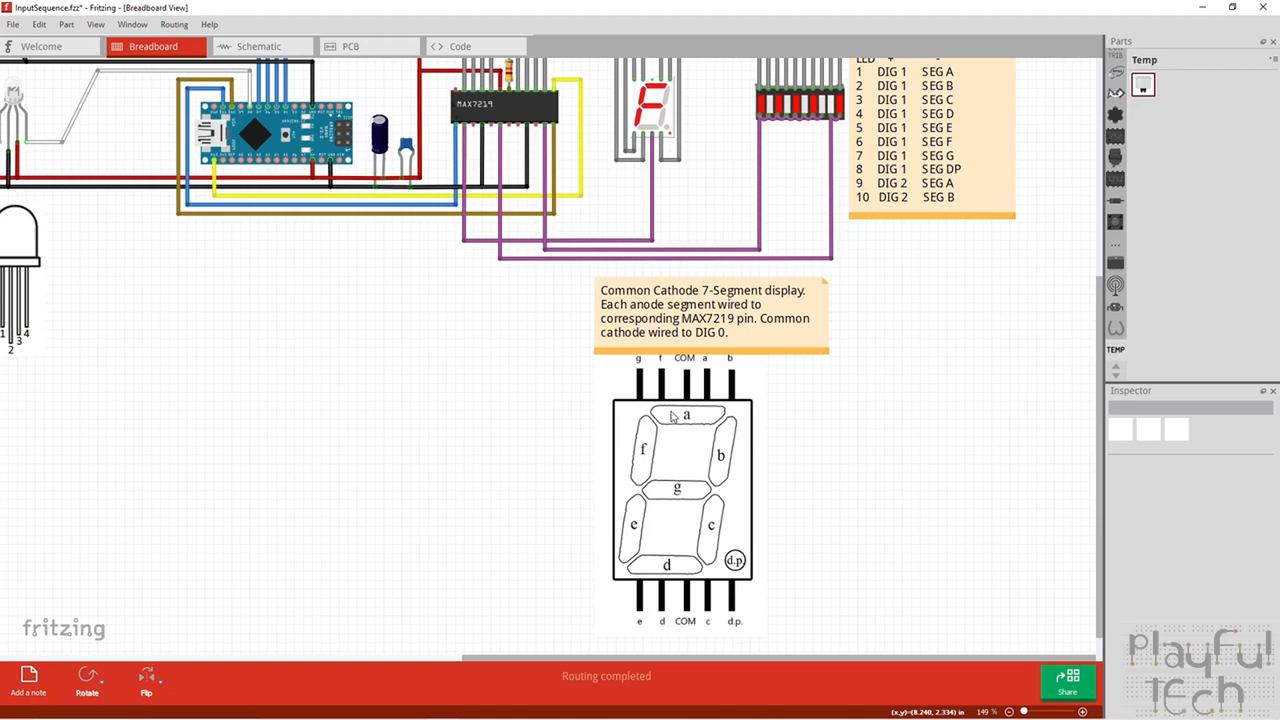 InputSequence.fzz* - Fritzing - [Breadboard View]
File Edit Part View Window Routing Help
Welcome
Breadboard
Schematic
PCB
Code
Parts
Temp
TEMP
Inspector
MAX7219
LED + -
1 DIG 1 SEG A
2 DIG 1 SEG B
3 DIG 1 SEG C
4 DIG 1 SEG D
5 DIG 1 SEG E
6 DIG 1 SEG F
7 DIG 1 SEG G
8 DIG 1 SEG DP
9 DIG 2 SEG A
10 DIG 2 SEG B
1 2 3 4
Common Cathode 7-Segment display.
Each anode segment wired to
corresponding MAX7219 pin. Common
cathode wired to DIG 0.
g f COM a b
a
f
b
g
e
c
d
d.p.
e d COM c d.p.
fritzing
Add a note
Rotate
Flip
Routing completed
Share
(x,y)=(8.240, 2.334) in 149 %
playful
tech